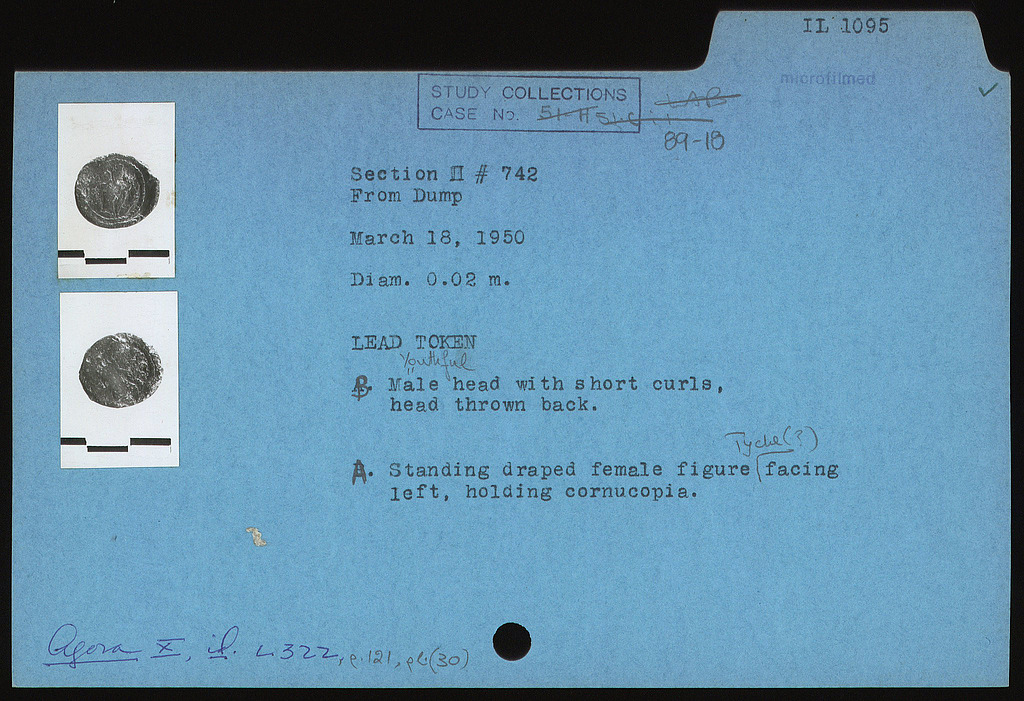 IL 1095
microfilmed
STUDY COLLECTIONS
CASE No.
LAB
89-18
Section Π # 742
From Dump
March 18, 1950
Diam. 0.02 m.
LEAD TOKEN
Youthful
B. Male head with short curls,
head thrown back.
Tyche(?)
A. Standing draped female figure facing
left, holding cornucopia.
Agora X, L322, p.121, pl(30)